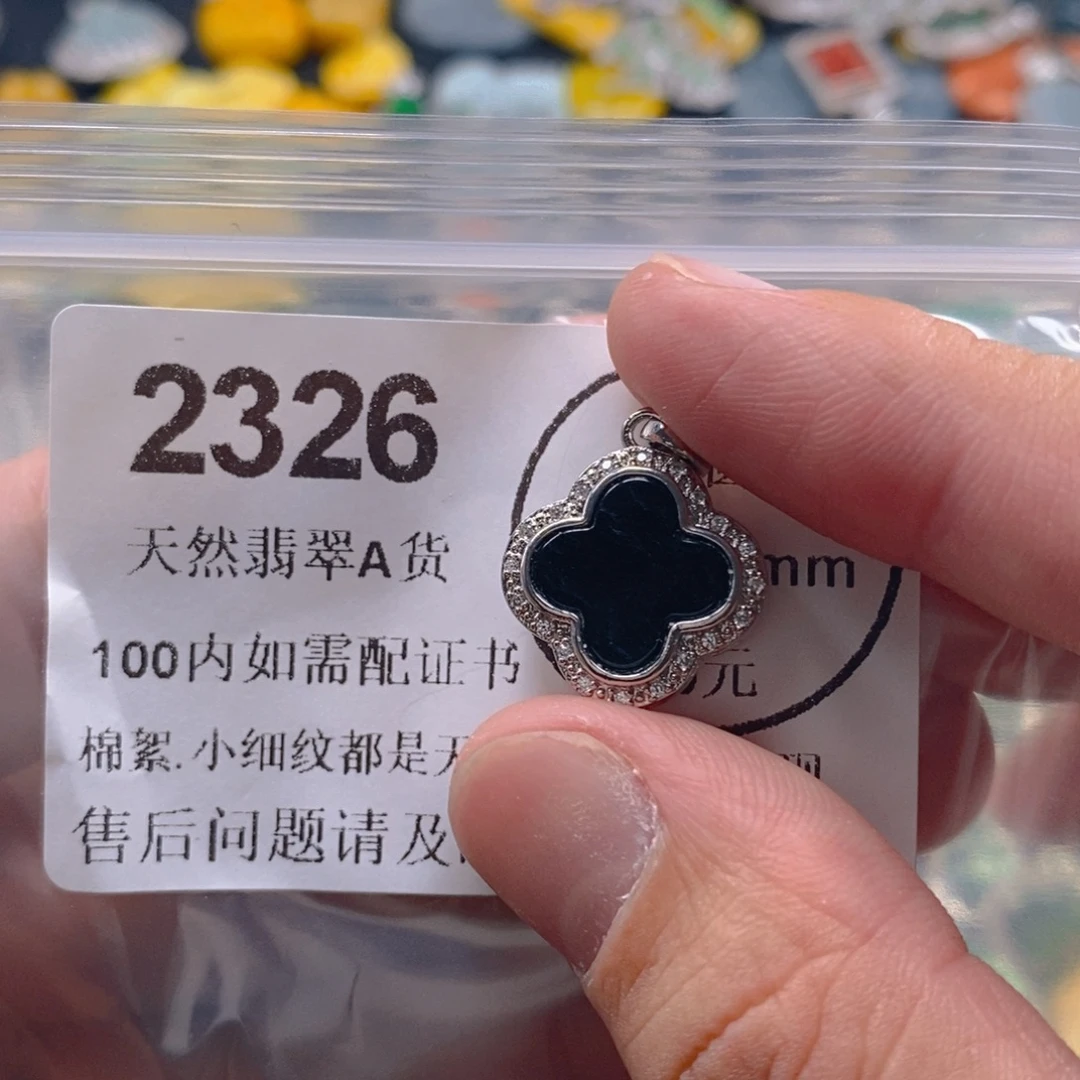 2326
天然翡翠A货
mm
100内如需配证书
元
棉絮.小细纹都是天
售后问题请及